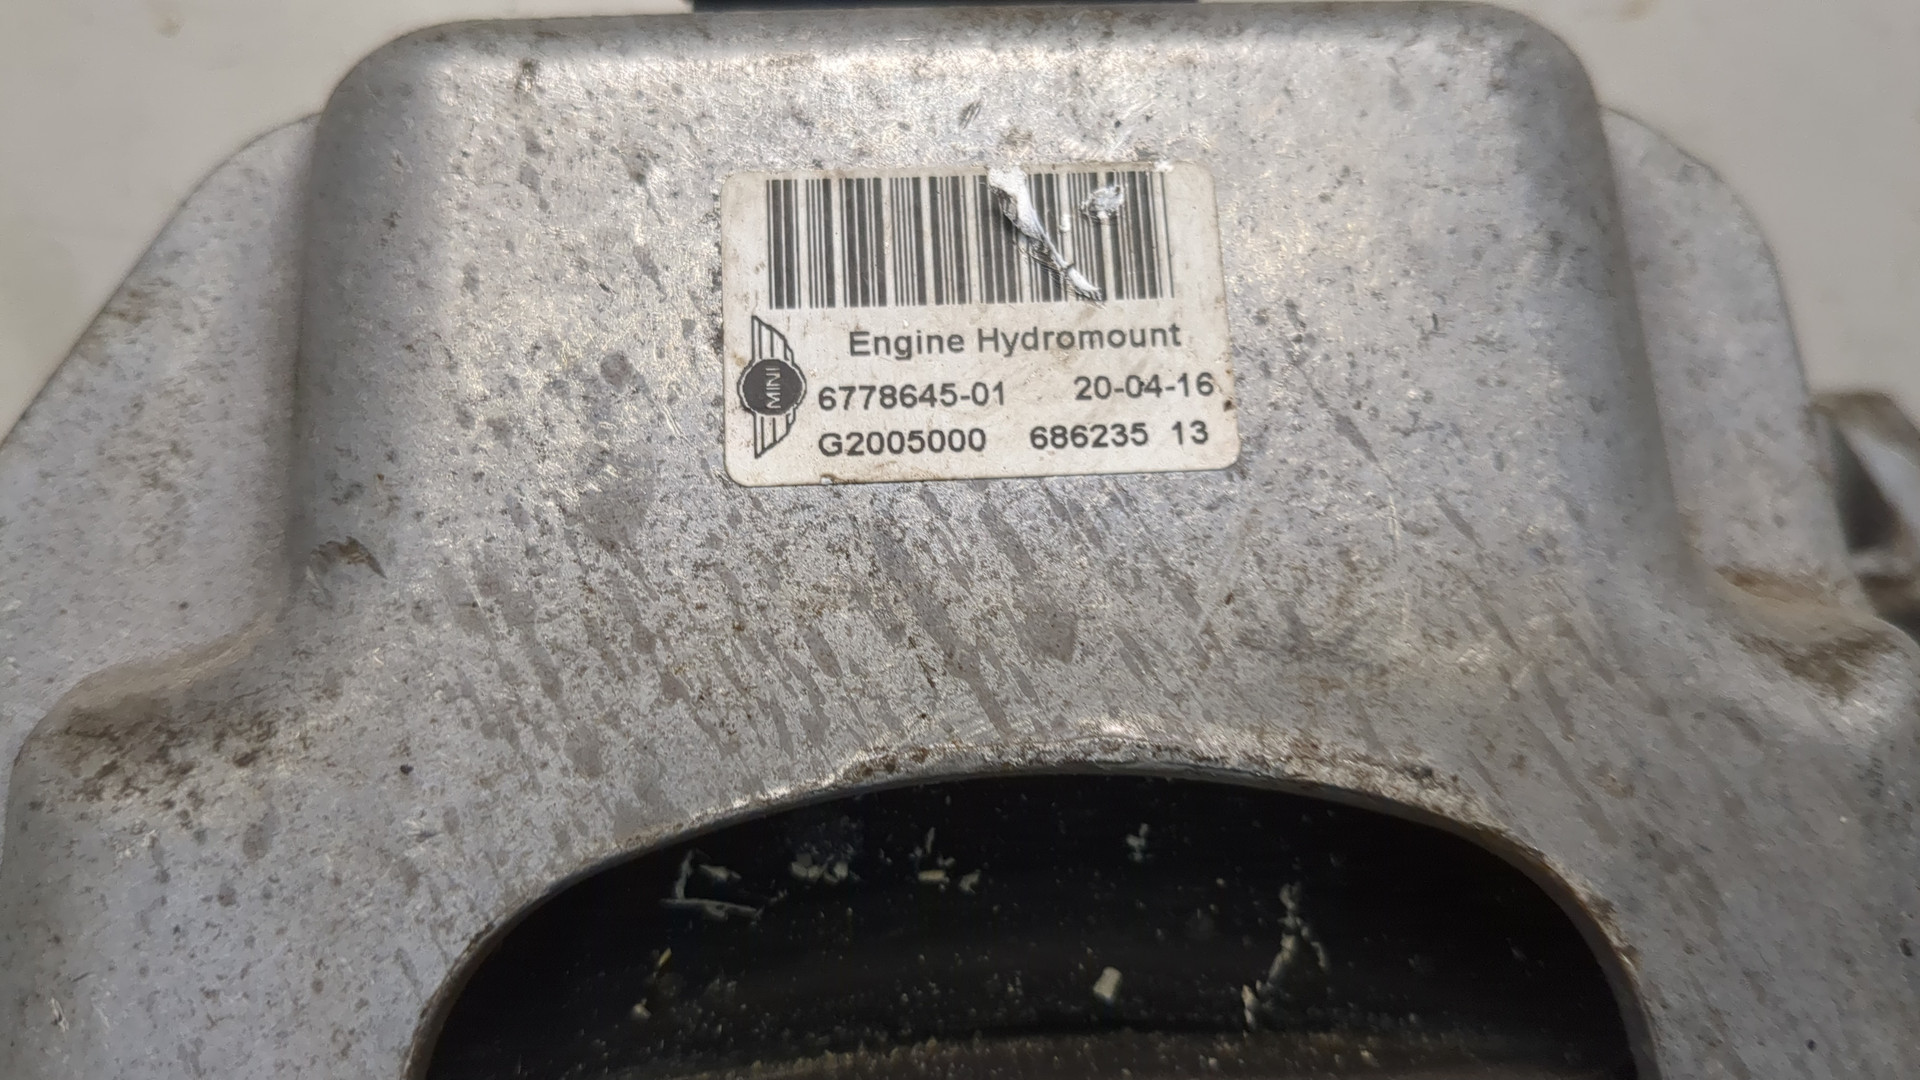 Engine Hydromount
MINI
6778645-01 20-04-16
G2005000 686235 13